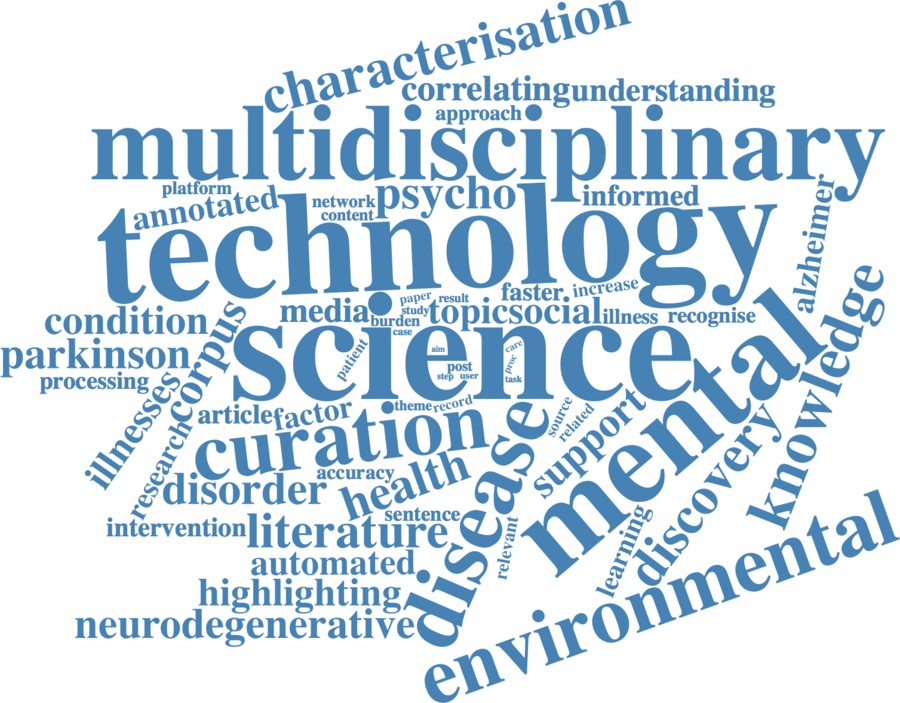 characterisation
correlating understanding
approach
multidisciplinary
platform
annotated
network
content
psycho
informed
technology
alzheimer
knowledge
condition
corpus
media
paper
result
study
burden
case
topic
social
faster
increase
illness
recognise
parkinson
processing
science
patient
aim
post
step
user
care
proc
task
illnesses
research
article
factor
theme
record
source
related
support
mental
curation
accuracy
disorder
health
disease
discovery
intervention
literature
sentence
relevant
learning
automated
highlighting
neurodegenerative
environmental